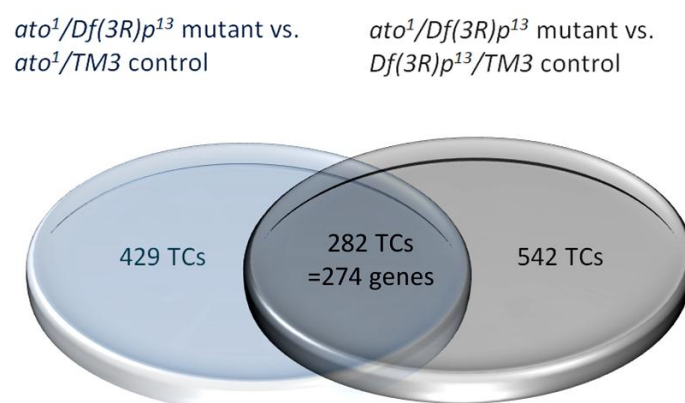 ato¹/Df(3R)p¹³ mutant vs.
ato¹/TM3 control
ato¹/Df(3R)p¹³ mutant vs.
Df(3R)p¹³/TM3 control
429 TCs
282 TCs
=274 genes
542 TCs